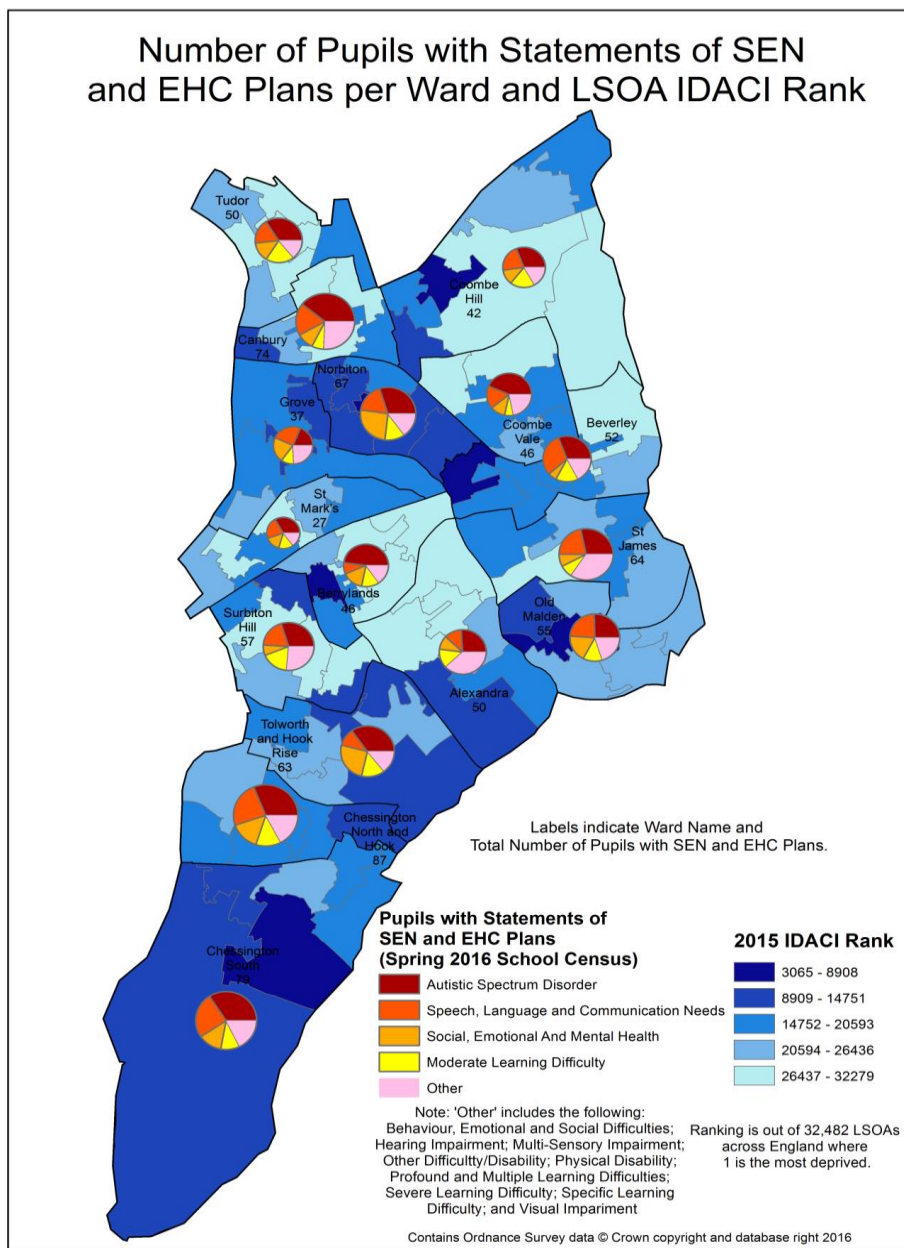 Number of Pupils with Statements of SEN
and EHC Plans per Ward and LSOA IDACI Rank
Tudor
50
Coombe
Hill
42
Canbury
74
Norbiton
67
Grove
37
Coombe
Vale
46
Beverley
52
St
Mark's
27
St
James
64
Berrylands
46
Old
Malden
55
Surbiton
Hill
57
Alexandra
50
Tolworth
and Hook
Rise
63
Chessington
North and
Hook
87
Labels indicate Ward Name and
Total Number of Pupils with SEN and EHC Plans.
Chessington
South
79
Pupils with Statements of
SEN and EHC Plans
(Spring 2016 School Census)
Autistic Spectrum Disorder
Speech, Language and Communication Needs
Social, Emotional And Mental Health
Moderate Learning Difficulty
Other
2015 IDACI Rank
3065 - 8908
8909 - 14751
14752 - 20593
20594 - 26436
26437 - 32279
Note: 'Other' includes the following:
Behaviour, Emotional and Social Difficulties;
Hearing Impairment; Multi-Sensory Impairment;
Other Difficultty/Disability; Physical Disability;
Profound and Multiple Learning Difficulties;
Severe Learning Difficulty; Specific Learning
Difficulty; and Visual Impariment
Ranking is out of 32,482 LSOAs
across England where
1 is the most deprived.
Contains Ordnance Survey data © Crown copyright and database right 2016